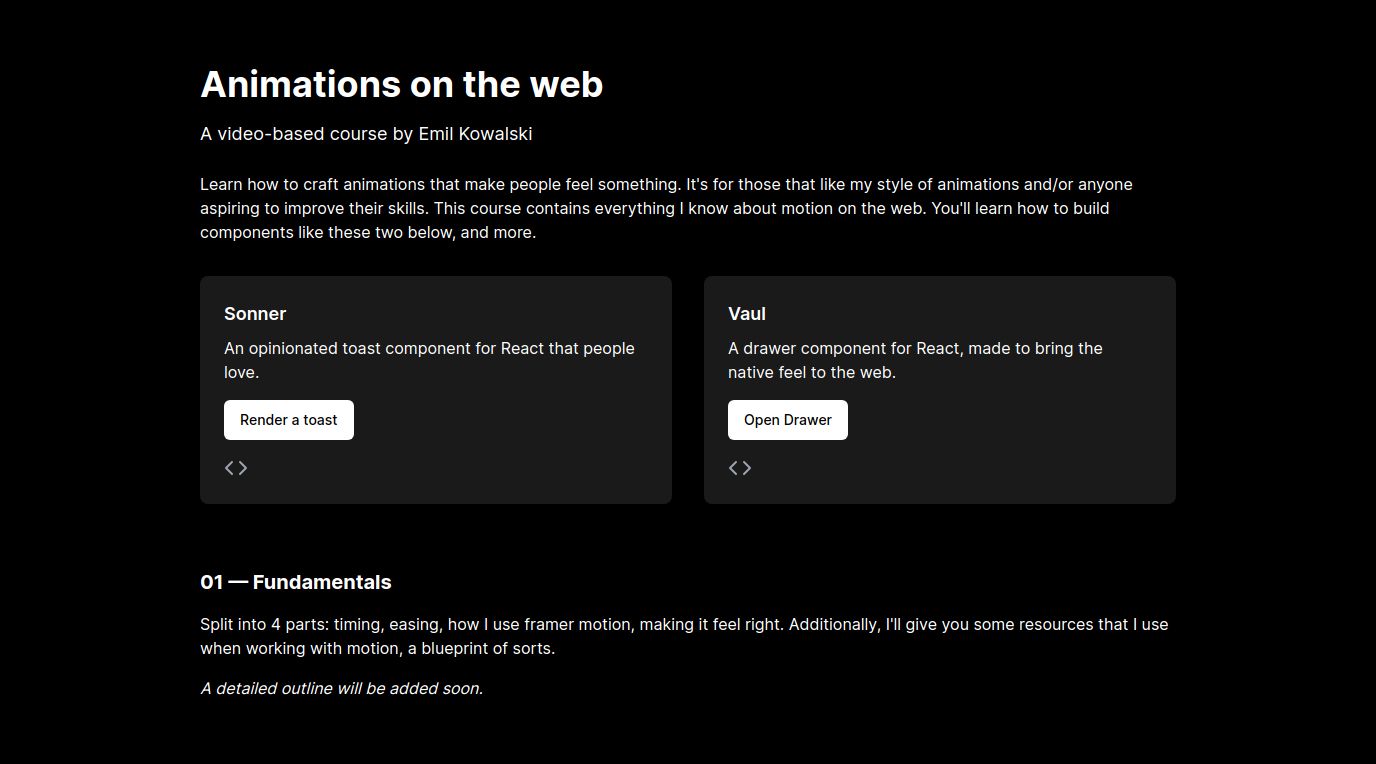 Animations on the web
A video-based course by Emil Kowalski
Learn how to craft animations that make people feel something. It's for those that like my style of animations and/or anyone
aspiring to improve their skills. This course contains everything I know about motion on the web. You'll learn how to build
components like these two below, and more.
Sonner
An opinionated toast component for React that people
love.
Render a toast
Vaul
A drawer component for React, made to bring the
native feel to the web.
Open Drawer
01 — Fundamentals
Split into 4 parts: timing, easing, how I use framer motion, making it feel right. Additionally, I'll give you some resources that I use
when working with motion, a blueprint of sorts.
A detailed outline will be added soon.